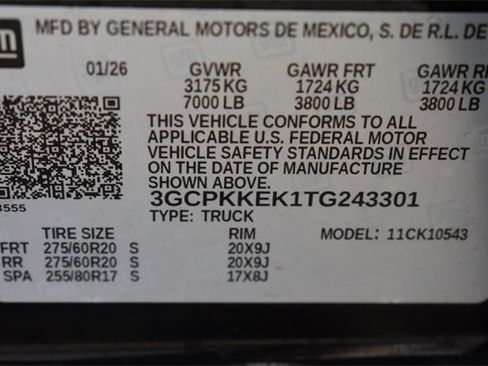 gm MFD BY GENERAL MOTORS DE MEXICO, S. DE R.L. DE
01/26 GVWR GAWR FRT GAWR
3175 KG 1724 KG 1724 KG
7000 LB 3800 LB 3800 LB
THIS VEHICLE CONFORMS TO ALL
APPLICABLE U.S. FEDERAL MOTOR
VEHICLE SAFETY STANDARDS IN EFFECT
ON THE DATE OF MANUFACTURE
SHOWN ABOVE.
3GCPKKEK1TG243301
3555
TYPE: TRUCK
TIRE SIZE RIM MODEL: 11CK10543
FRT 275/60R20 S 20X9J
RR 275/60R20 S 20X9J
SPA 255/80R17 S 17X8J